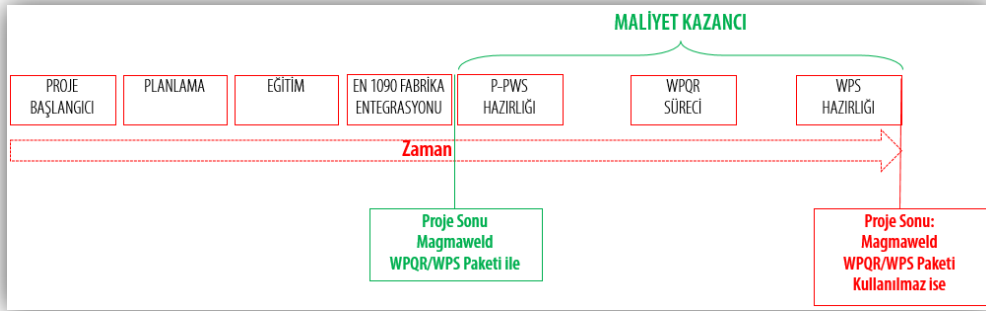 MALİYET KAZANCI
PROJE
BAŞLANGICI
PLANLAMA
EĞİTİM
EN 1090 FABRİKA
ENTEGRASYONU
P-PWS
HAZIRLIĞI
WPQR
SÜRECİ
WPS
HAZIRLIĞI
Zaman
Proje Sonu
Magmaweld
WPQR/WPS Paketi ile
Proje Sonu:
Magmaweld
WPQR/WPS Paketi
Kullanılmaz ise